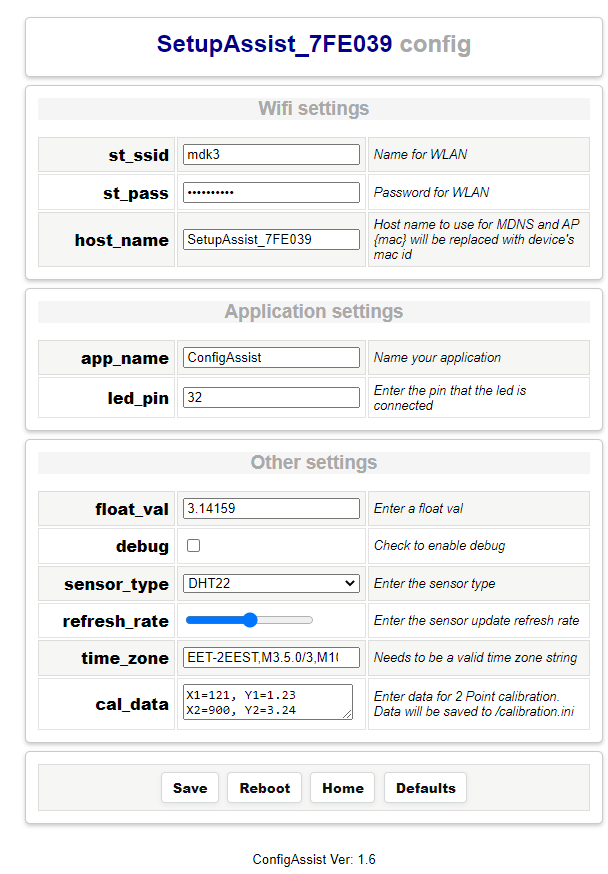 SetupAssist_7FE039 config
Wifi settings
st_ssid mdk3 Name for WLAN
st_pass •••••••••• Password for WLAN
host_name SetupAssist_7FE039 Host name to use for MDNS and AP
{mac} will be replaced with device's
mac id
Application settings
app_name ConfigAssist Name your application
led_pin 32 Enter the pin that the led is
connected
Other settings
float_val 3.14159 Enter a float val
debug Check to enable debug
sensor_type DHT22 Enter the sensor type
refresh_rate Enter the sensor update refresh rate
time_zone EET-2EEST,M3.5.0/3,M10 Needs to be a valid time zone string
cal_data X1=121, Y1=1.23 Enter data for 2 Point calibration.
X2=900, Y2=3.24 Data will be saved to /calibration.ini
Save Reboot Home Defaults
ConfigAssist Ver: 1.6